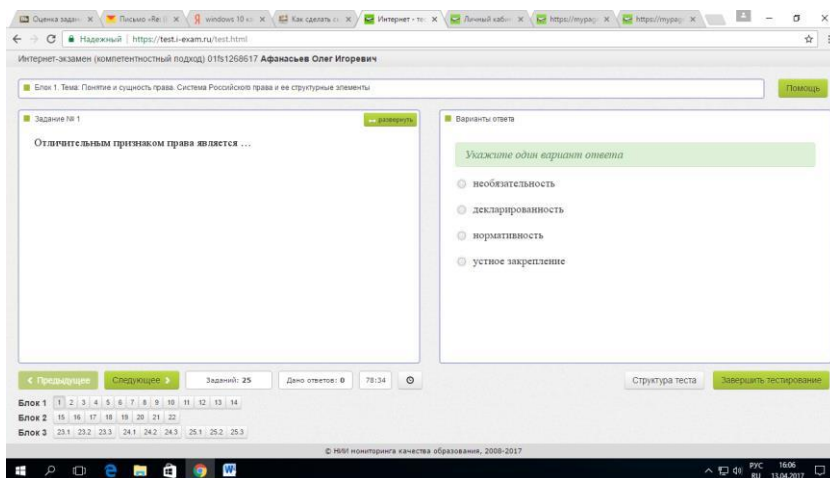 Оценка задан
Письмо «Re: 
windows 10 
Как сделать 
Интернет - 
Личный каби
https://mypag
https://mypag
Надежный https://test.i-exam.ru/test.html
Интернет-экзамен (компетентностный подход) 01fs1268617 Афанасьев Олег Игоревич
Блок 1. Тема: Понятие и сущность права. Система Российского права и ее структурные элементы
Помощь
Задание № 1
развернуть
Отличительным признаком права является …
Варианты ответа
Укажите один вариант ответа
необязательность
декларированность
нормативность
устное закрепление
Предыдущее
Следующее
Заданий: 25
Дано ответов: 0
78:34
Структура теста
Завершить тестирование
Блок 1 1 2 3 4 5 6 7 8 9 10 11 12 13 14
Блок 2 15 16 17 18 19 20 21 22
Блок 3 23.1 23.2 23.3 24.1 24.2 24.3 25.1 25.2 25.3
© НИИ мониторинга качества образования, 2008-2017
РУС
RU
16:06
13.04.2017